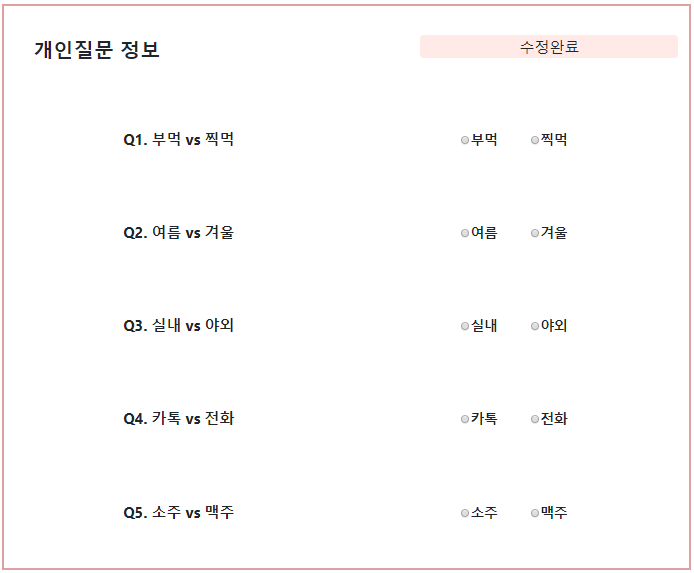 개인질문 정보
수정완료
Q1. 부먹 vs 찍먹 부먹 찍먹
Q2. 여름 vs 겨울 여름 겨울
Q3. 실내 vs 야외 실내 야외
Q4. 카톡 vs 전화 카톡 전화
Q5. 소주 vs 맥주 소주 맥주